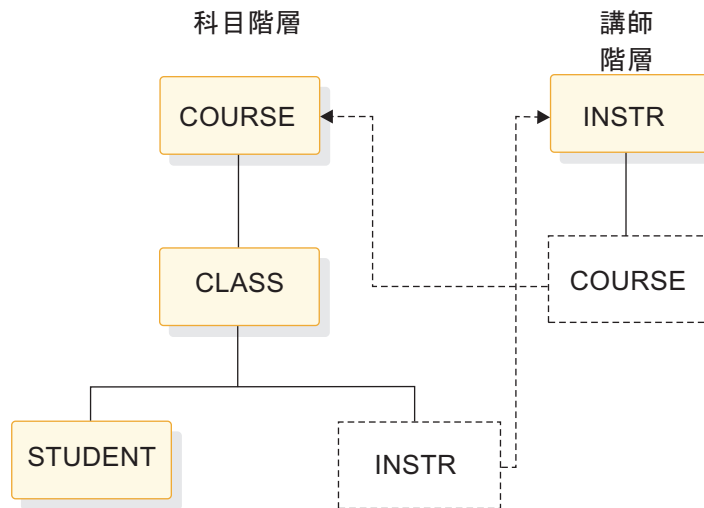 科目階層
講師
階層
COURSE
INSTR
CLASS
COURSE
STUDENT
INSTR